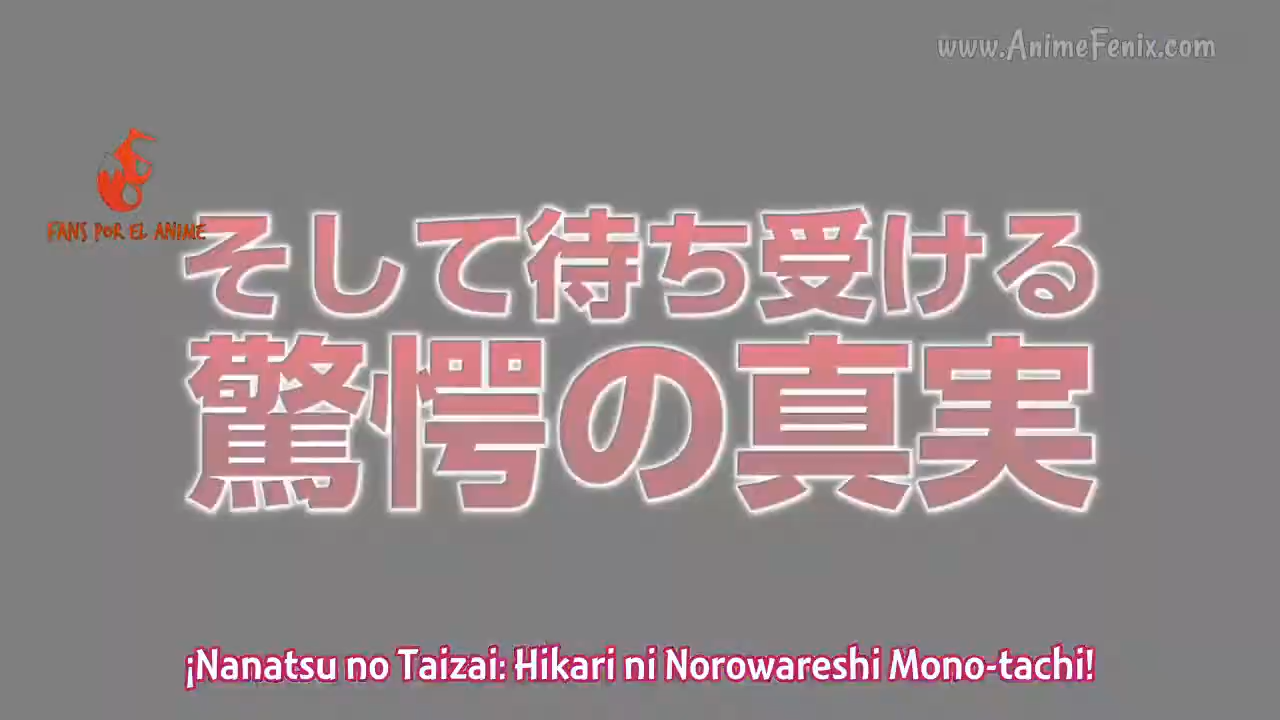 www.AnimeFenix.com
FANS POR EL ANIME
そして待ち受ける
驚愕の真実
¡Nanatsu no Taizai: Hikari ni Norowareshi Mono-tachi!